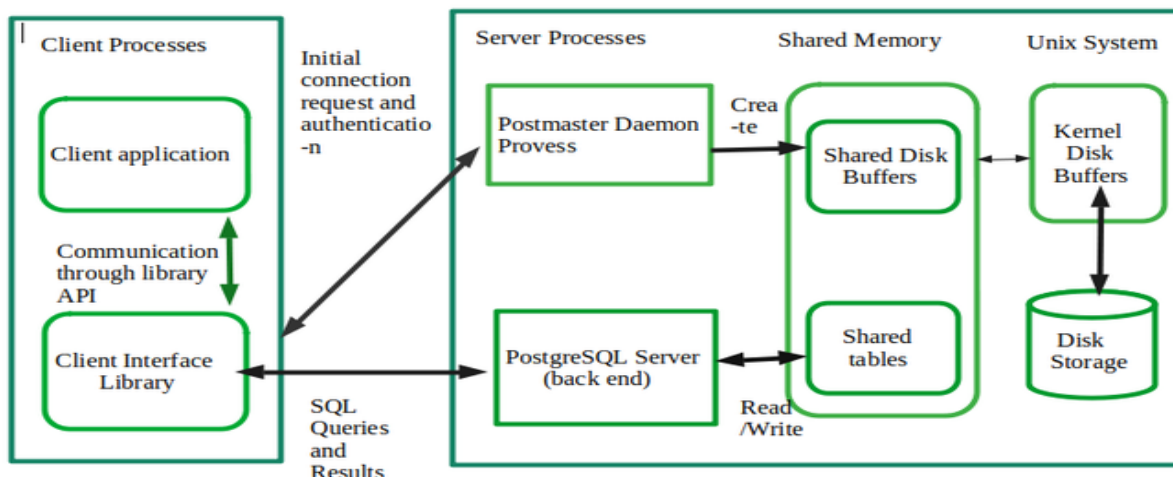 Client Processes
Client application
Communication
through library
API
Client Interface
Library
Initial
connection
request and
authenticatio
-n
SQL
Queries
and
Results
Server Processes
Postmaster Daemon
Provess
PostgreSQL Server
(back end)
Crea
-te
Read
/Write
Shared Memory
Shared Disk
Buffers
Shared
tables
Unix System
Kernel
Disk
Buffers
Disk
Storage